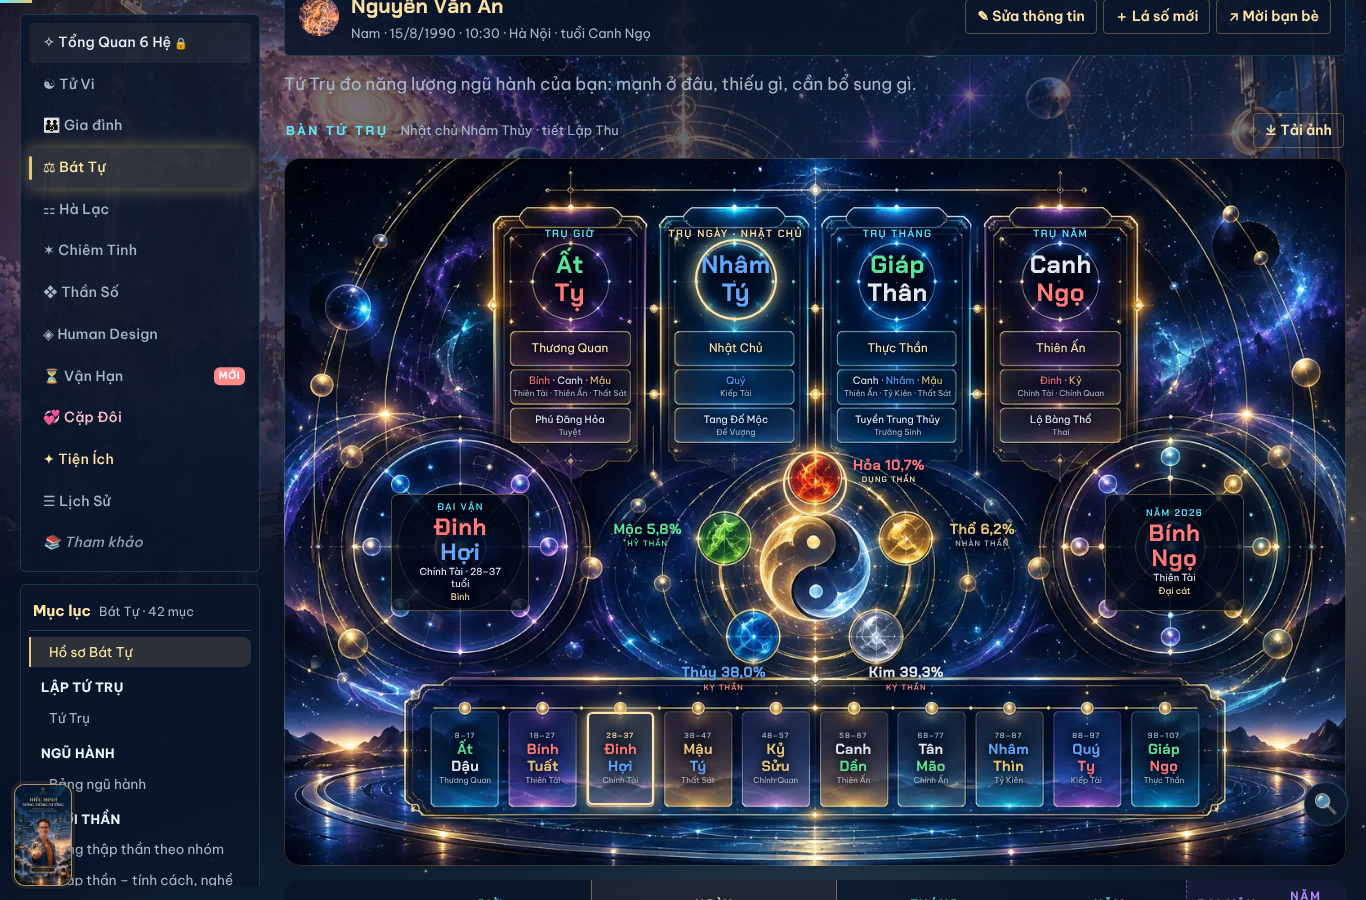 Nguyễn Văn An
Nam · 15/8/1990 · 10:30 · Hà Nội · tuổi Canh Ngọ
✎ Sửa thông tin
+ Lá số mới
↗ Mời bạn bè
✧ Tổng Quan 6 Hệ 🔒
☯ Tử Vi
👪 Gia đình
⚖ Bát Tự
⚏ Hà Lạc
✶ Chiêm Tinh
❖ Thần Số
◈ Human Design
⏳ Vận Hạn MỚI
💞 Cặp Đôi
✦ Tiện Ích
☰ Lịch Sử
📚 Tham khảo
Mục lục Bát Tự · 42 mục
Hồ sơ Bát Tự
LẬP TỨ TRỤ
Tứ Trụ
NGŨ HÀNH
Bảng ngũ hành
THẦN
thập thần theo nhóm
thần – tính cách, nghề
HIẾU MINH
Tứ Trụ đo năng lượng ngũ hành của bạn: mạnh ở đâu, thiếu gì, cần bổ sung gì.
BÀN TỨ TRỤ Nhật chủ Nhâm Thủy · tiết Lập Thu
Tải ảnh
TRỤ GIỜ
Ất
Tỵ
Thương Quan
Bính · Canh · Mậu
Thiên Tài · Thiên Ấn · Thất Sát
Phú Đăng Hỏa
Tuyệt
TRỤ NGÀY · NHẬT CHỦ
Nhâm
Tý
Nhật Chủ
Quý
Kiếp Tài
Tang Đố Mộc
Đế Vượng
TRỤ THÁNG
Giáp
Thân
Thực Thần
Canh · Nhâm · Mậu
Thiên Ấn · Tỷ Kiên · Thất Sát
Tuyền Trung Thủy
Trường Sinh
TRỤ NĂM
Canh
Ngọ
Thiên Ấn
Đinh · Kỷ
Chính Tài · Chính Quan
Lộ Bàng Thổ
Thai
ĐẠI VẬN
Đinh
Hợi
Chính Tài · 28–37
tuổi
Bình
Hỏa 10,7%
DỤNG THẦN
Mộc 5,8%
HỶ THẦN
Thổ 6,2%
NHÀN THẦN
Thủy 38,0%
KỴ THẦN
Kim 39,3%
KỴ THẦN
NĂM 2026
Bính
Ngọ
Thiên Tài
Đại cát
8–17
Ất
Dậu
Thương Quan
18–27
Bính
Tuất
Thiên Tài
28–37
Đinh
Hợi
Chính Tài
38–47
Mậu
Tý
Thất Sát
48–57
Kỷ
Sửu
Chính Quan
58–67
Canh
Dần
Thiên Ấn
68–77
Tân
Mão
Chính Ấn
78–87
Nhâm
Thìn
Tỷ Kiên
88–97
Quý
Tỵ
Kiếp Tài
98–107
Giáp
Ngọ
Thực Thần
NĂM